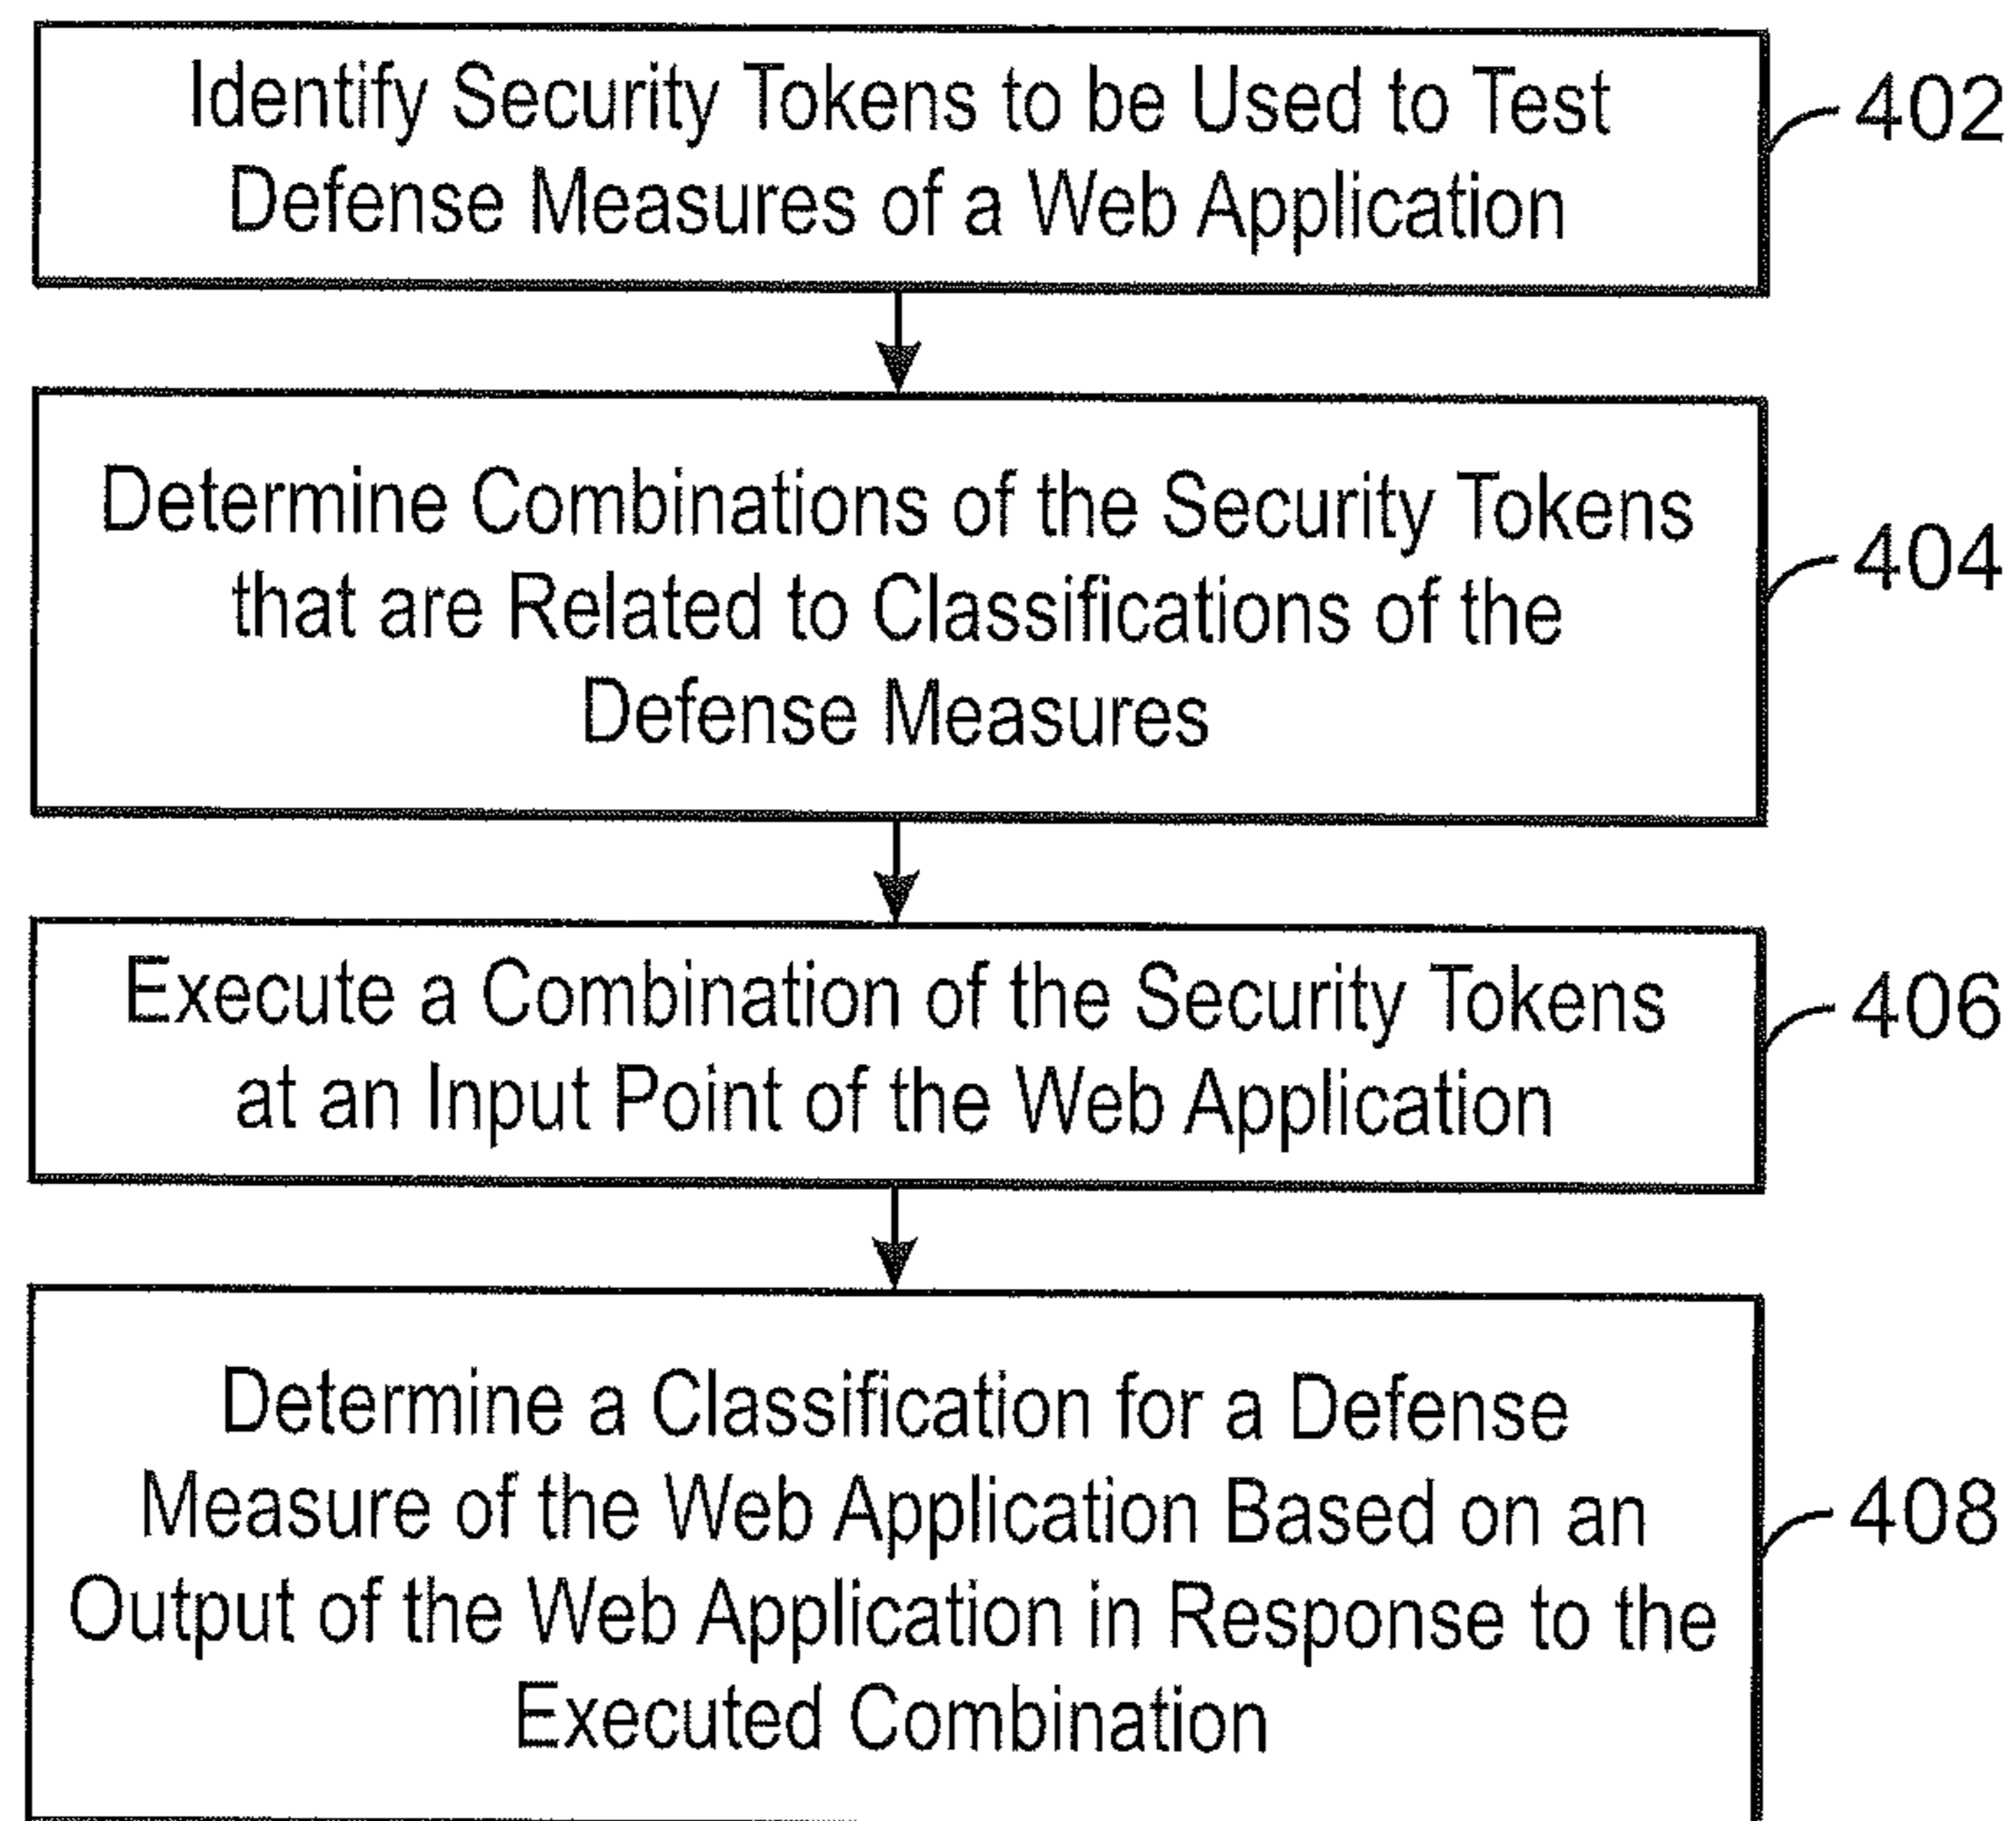 Identify Security Tokens to be Used to Test
Defense Measures of a Web Application
402
Determine Combinations of the Security Tokens
that are Related to Classifications of the
Defense Measures
404
Execute a Combination of the Security Tokens
at an Input Point of the Web Application
406
Determine a Classification for a Defense
Measure of the Web Application Based on an
Output of the Web Application in Response to the
Executed Combination
408